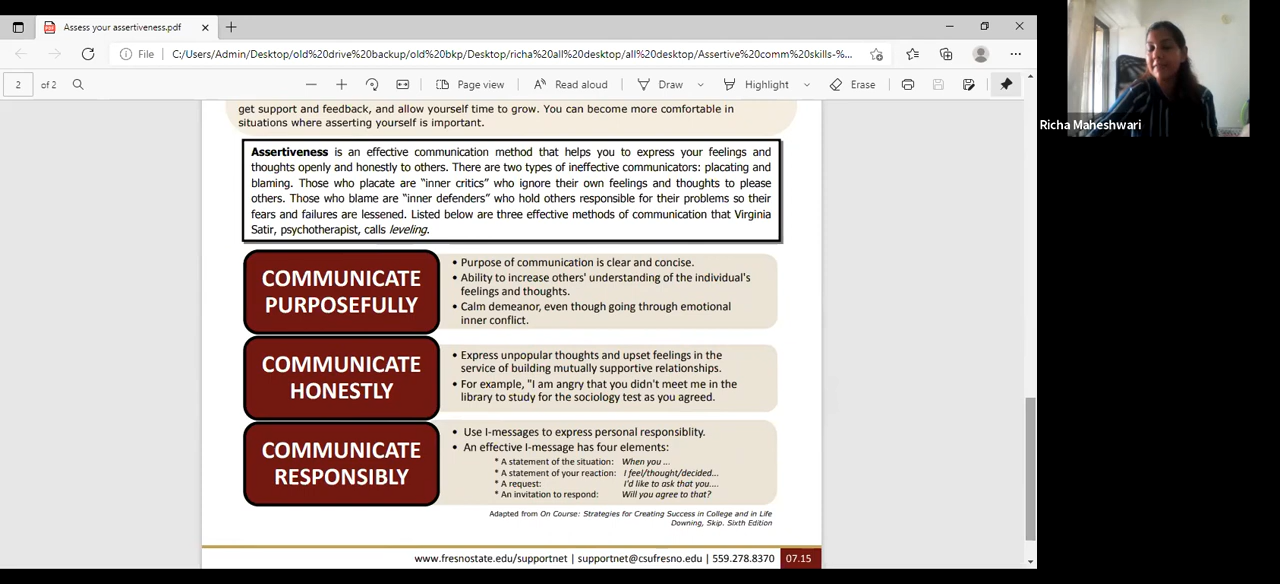 Assess your assertiveness.pdf
File
C:/Users/Admin/Desktop/old%20drive%20backup/old%20bkp/Desktop/richa%20all%20desktop/all%20desktop/Assertive%20comm%20skills-%...
2 of 2
Page view
Read aloud
Draw
Highlight
Erase
Richa Maheshwari
get support and feedback, and allow yourself time to grow. You can become more comfortable in
situations where asserting yourself is important.
Assertiveness is an effective communication method that helps you to express your feelings and
thoughts openly and honestly to others. There are two types of ineffective communicators: placating and
blaming. Those who placate are “inner critics” who ignore their own feelings and thoughts to please
others. Those who blame are “inner defenders” who hold others responsible for their problems so their
fears and failures are lessened. Listed below are three effective methods of communication that Virginia
Satir, psychotherapist, calls leveling.
COMMUNICATE
PURPOSEFULLY
• Purpose of communication is clear and concise.
• Ability to increase others' understanding of the individual's
feelings and thoughts.
• Calm demeanor, even though going through emotional
inner conflict.
COMMUNICATE
HONESTLY
• Express unpopular thoughts and upset feelings in the
service of building mutually supportive relationships.
• For example, "I am angry that you didn't meet me in the
library to study for the sociology test as you agreed.
COMMUNICATE
RESPONSIBLY
• Use I-messages to express personal responsiblity.
• An effective I-message has four elements:
* A statement of the situation: When you ...
* A statement of your reaction: I feel/thought/decided...
* A request: I'd like to ask that you....
* An invitation to respond: Will you agree to that?
Adapted from On Course: Strategies for Creating Success in College and in Life
Downing, Skip. Sixth Edition
www.fresnostate.edu/supportnet | supportnet@csufresno.edu | 559.278.8370 07.15